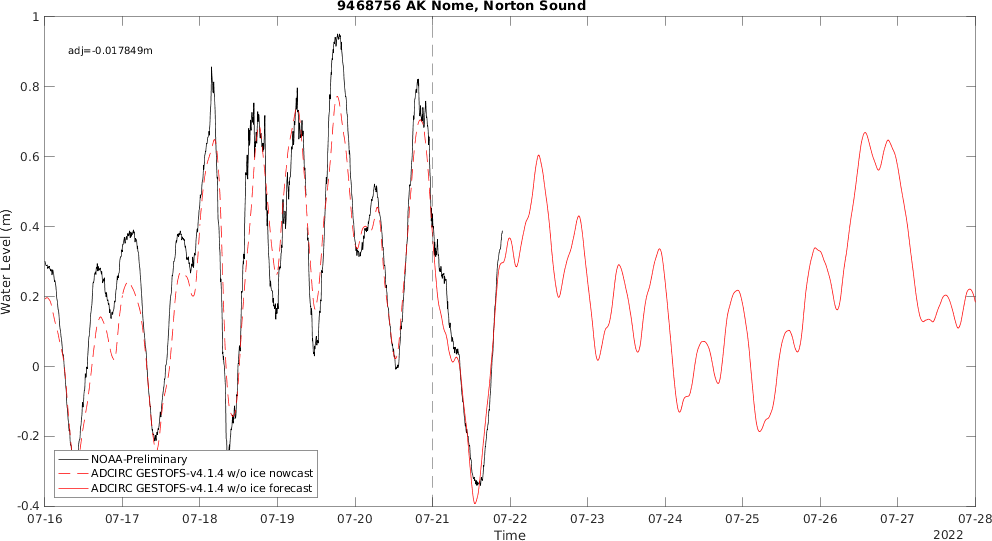 9468756 AK Nome, Norton Sound
adj=-0.017849m
Water Level (m)
1
0.8
0.6
0.4
0.2
0
-0.2
-0.4
NOAA-Preliminary
ADCIRC GESTOFS-v4.1.4 w/o ice nowcast
ADCIRC GESTOFS-v4.1.4 w/o ice forecast
07-16 07-17 07-18 07-19 07-20 07-21 07-22 07-23 07-24 07-25 07-26 07-27 07-28
Time
2022